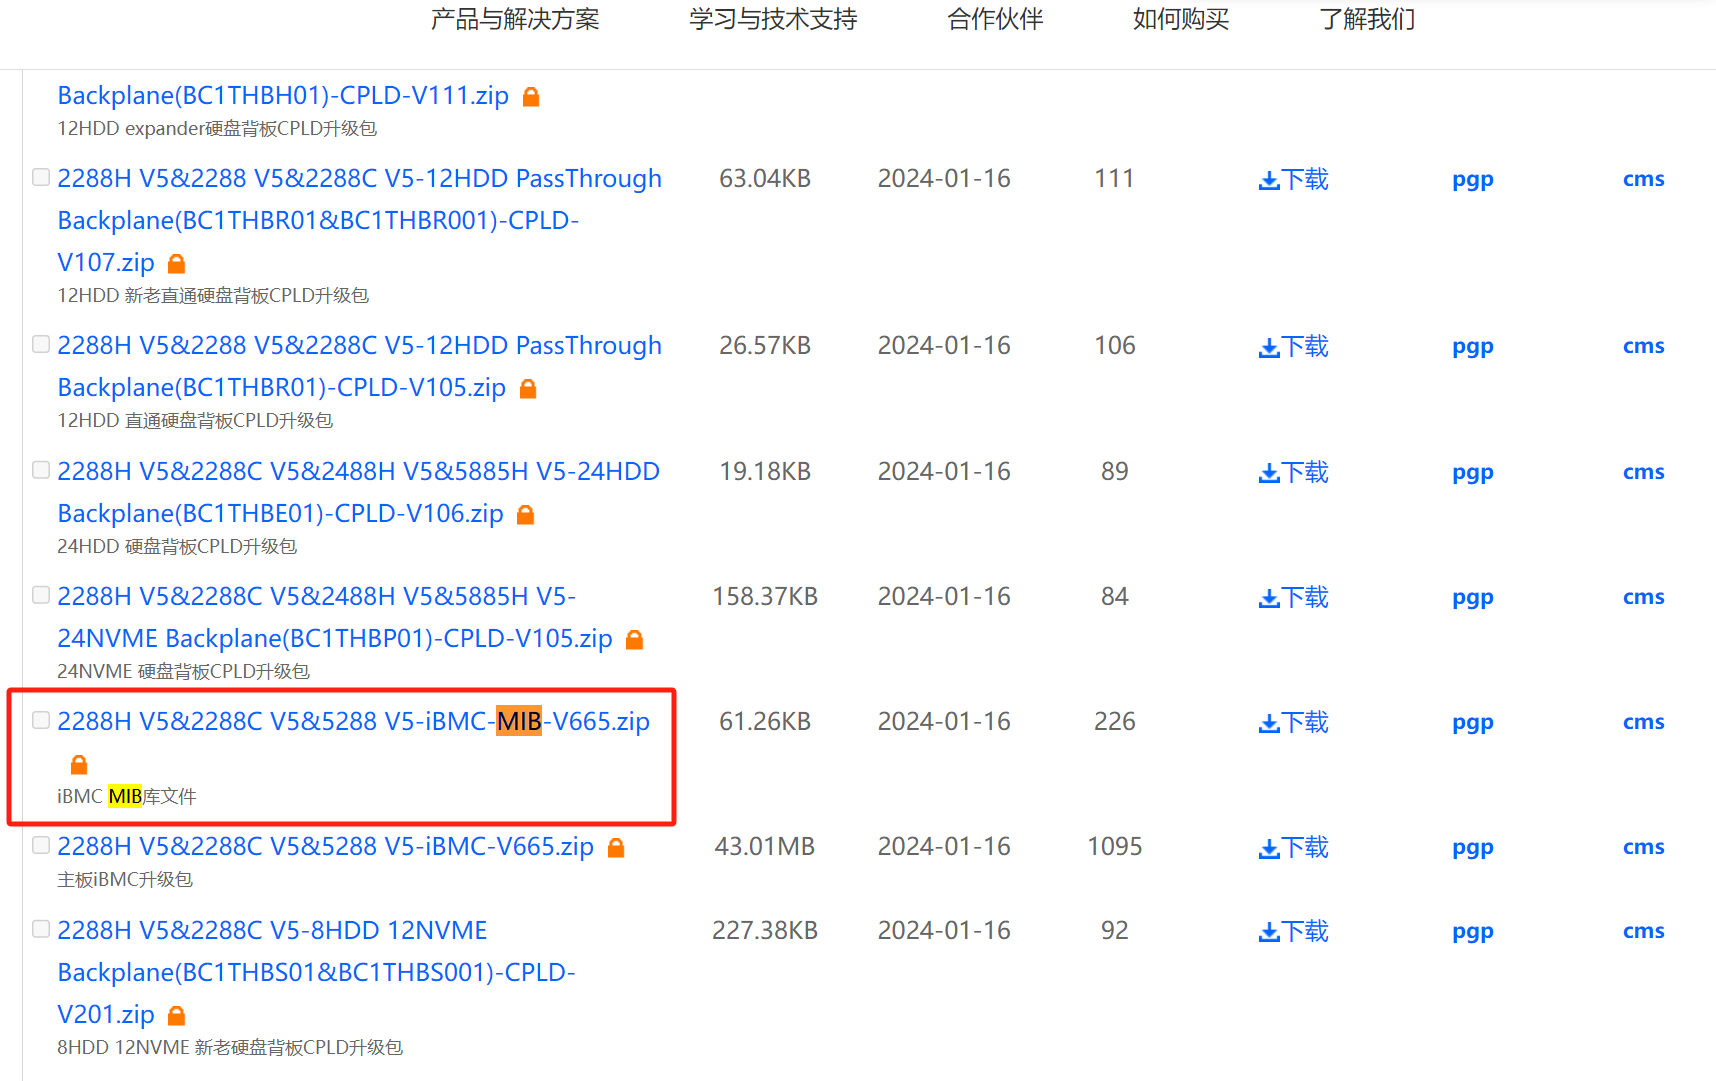 产品与解决方案 学习与技术支持 合作伙伴 如何购买 了解我们
Backplane(BC1THBH01)-CPLD-V111.zip
12HDD expander硬盘背板CPLD升级包
2288H V5&2288 V5&2288C V5-12HDD PassThrough 63.04KB 2024-01-16 111 下载 pgp cms
Backplane(BC1THBR01&BC1THBR001)-CPLD-
V107.zip
12HDD 新老直通硬盘背板CPLD升级包
2288H V5&2288 V5&2288C V5-12HDD PassThrough 26.57KB 2024-01-16 106 下载 pgp cms
Backplane(BC1THBR01)-CPLD-V105.zip
12HDD 直通硬盘背板CPLD升级包
2288H V5&2288C V5&2488H V5&5885H V5-24HDD 19.18KB 2024-01-16 89 下载 pgp cms
Backplane(BC1THBE01)-CPLD-V106.zip
24HDD 硬盘背板CPLD升级包
2288H V5&2288C V5&2488H V5&5885H V5- 158.37KB 2024-01-16 84 下载 pgp cms
24NVME Backplane(BC1THBP01)-CPLD-V105.zip
24NVME 硬盘背板CPLD升级包
2288H V5&2288C V5&5288 V5-iBMC-MIB-V665.zip 61.26KB 2024-01-16 226 下载 pgp cms
iBMC MIB库文件
2288H V5&2288C V5&5288 V5-iBMC-V665.zip 43.01MB 2024-01-16 1095 下载 pgp cms
主板iBMC升级包
2288H V5&2288C V5-8HDD 12NVME 227.38KB 2024-01-16 92 下载 pgp cms
Backplane(BC1THBS01&BC1THBS001)-CPLD-
V201.zip
8HDD 12NVME 新老硬盘背板CPLD升级包